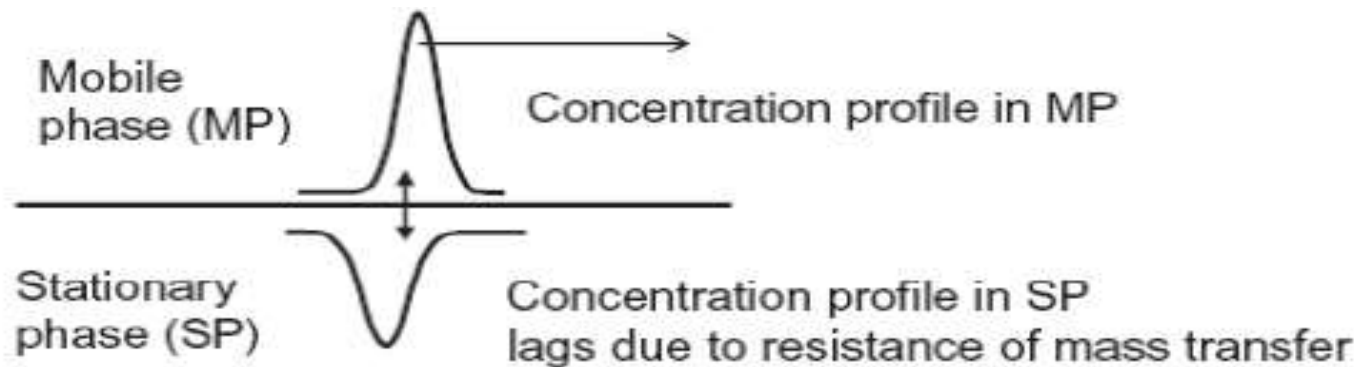 Mobile
phase (MP)
Concentration profile in MP
Stationary
phase (SP)
Concentration profile in SP
lags due to resistance of mass transfer